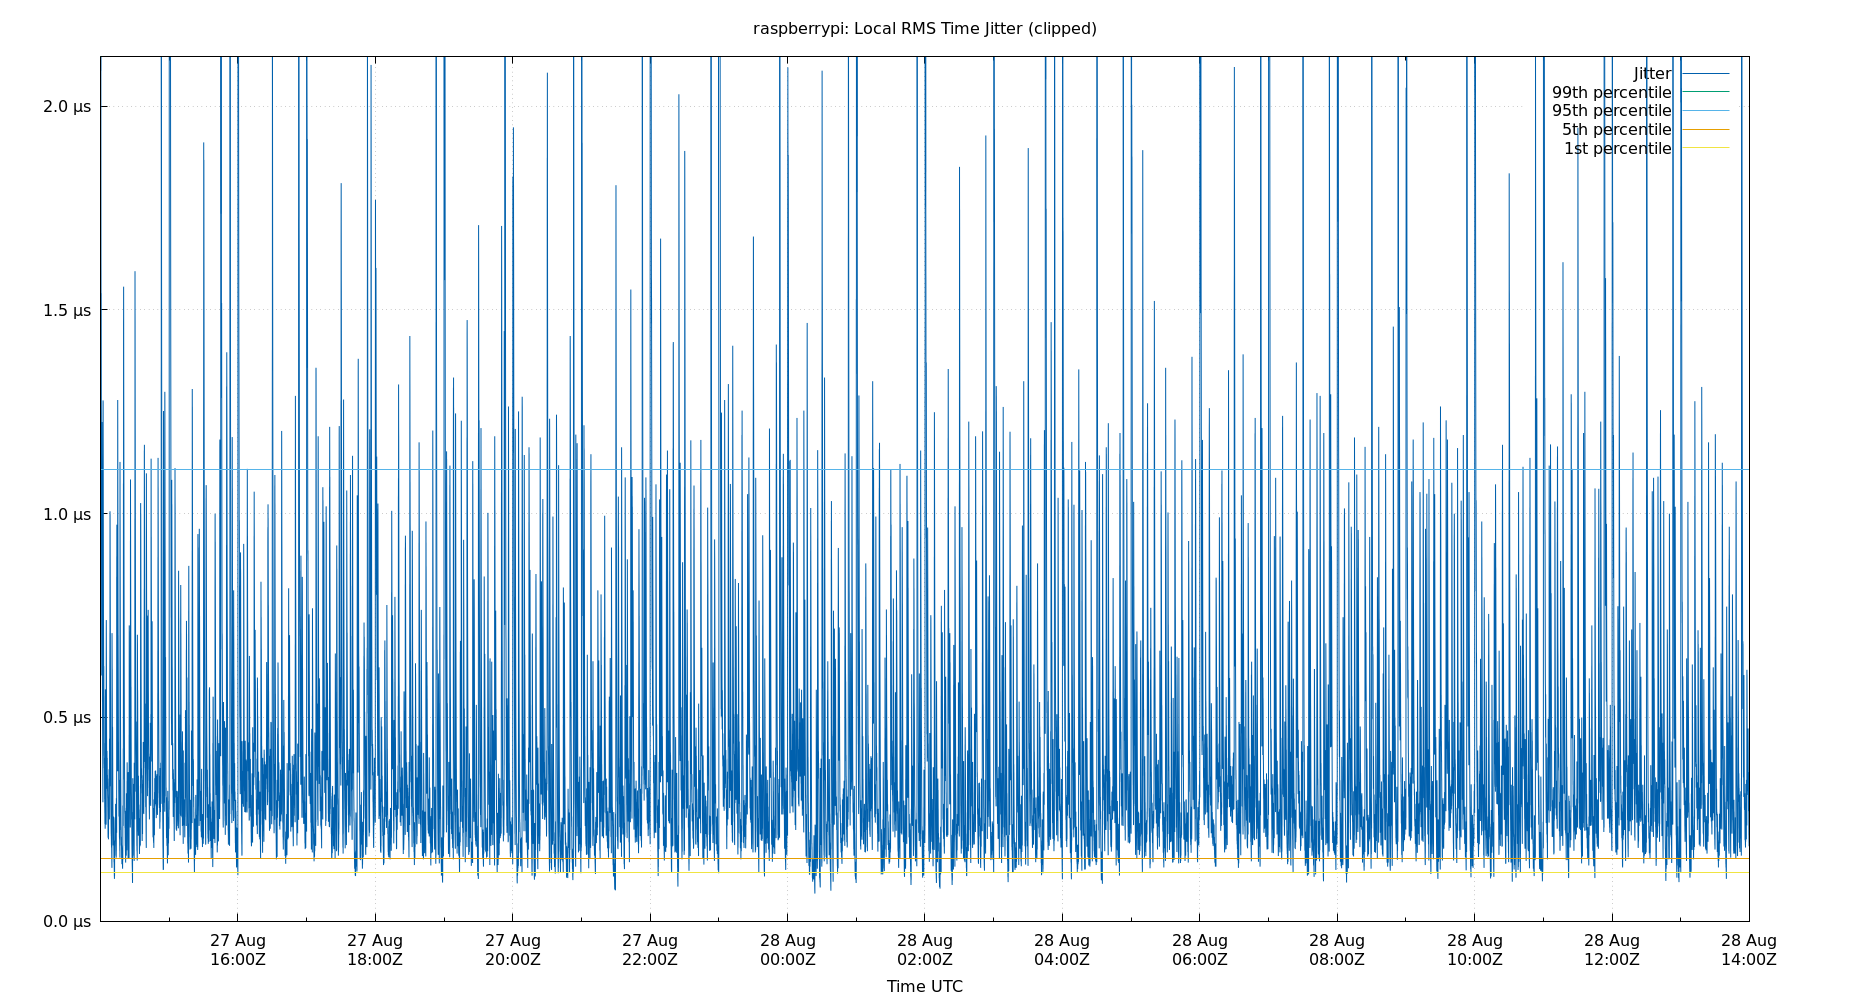 raspberrypi: Local RMS Time Jitter (clipped)
Jitter
99th percentile
95th percentile
5th percentile
1st percentile
2.0 µs
1.5 µs
1.0 µs
0.5 µs
0.0 µs
27 Aug 27 Aug 27 Aug 27 Aug 28 Aug 28 Aug 28 Aug 28 Aug 28 Aug 28 Aug 28 Aug 28 Aug
16:00Z 18:00Z 20:00Z 22:00Z 00:00Z 02:00Z 04:00Z 06:00Z 08:00Z 10:00Z 12:00Z 14:00Z
Time UTC